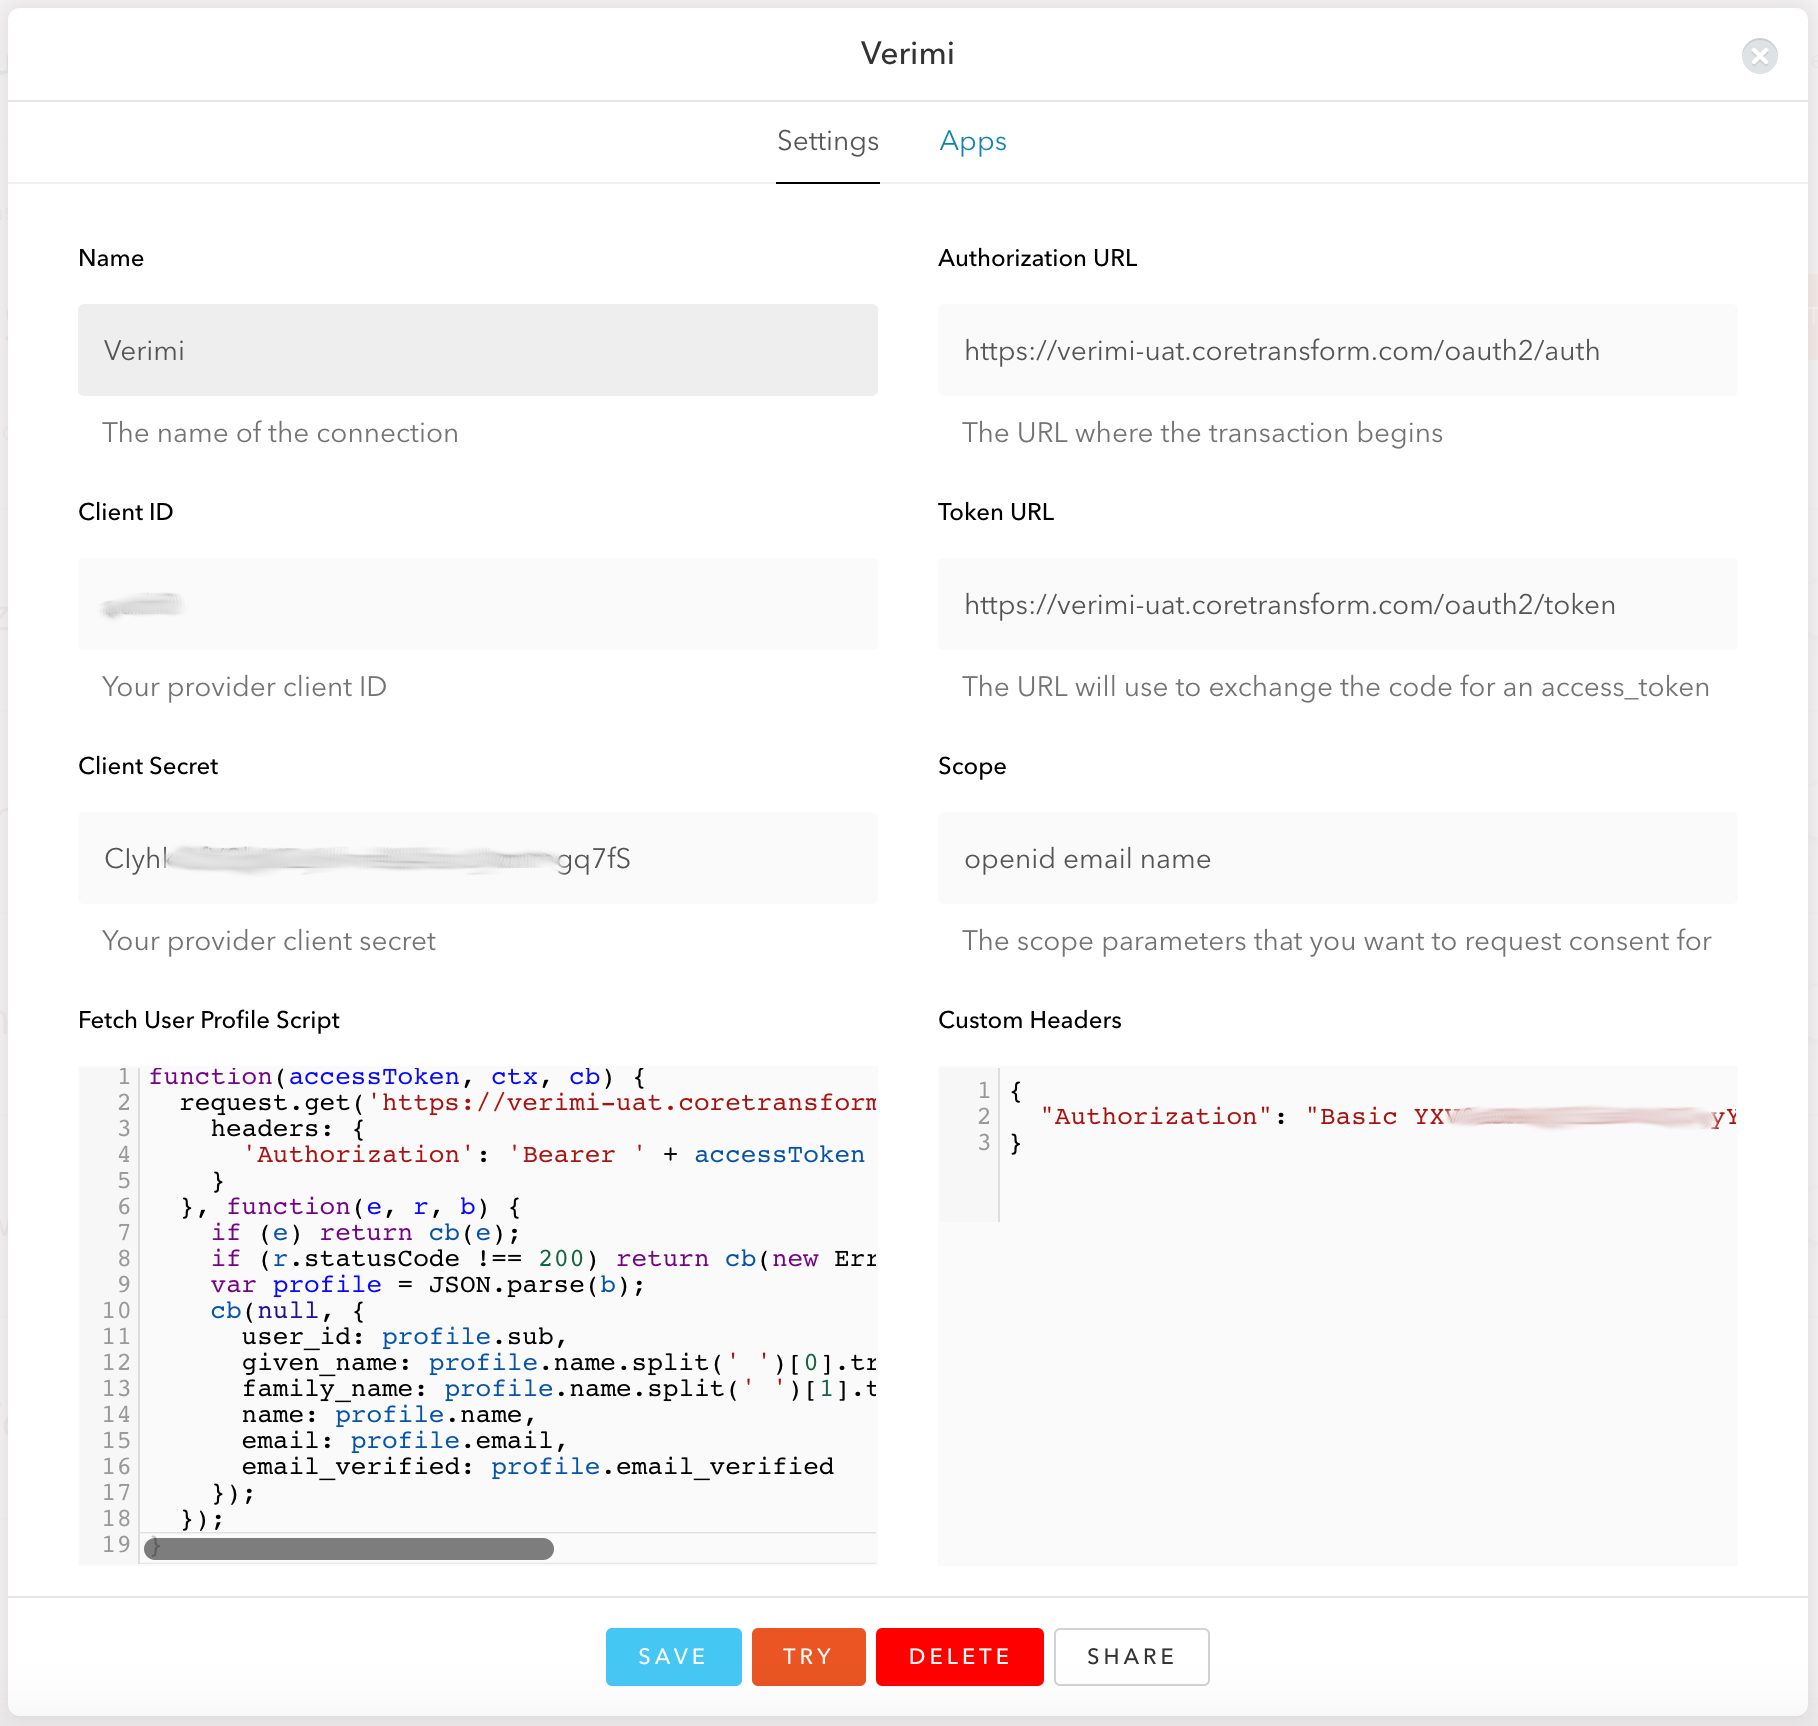 Verimi
Settings Apps
Name
Verimi
The name of the connection
Authorization URL
https://verimi-uat.coretransform.com/oauth2/auth
The URL where the transaction begins
Client ID
Your provider client ID
Token URL
https://verimi-uat.coretransform.com/oauth2/token
The URL will use to exchange the code for an access_token
Client Secret
gq7fS
Your provider client secret
Scope
openid email name
The scope parameters that you want to request consent for
Fetch User Profile Script
1 function(accessToken, ctx, cb) {
2 request.get('https://verimi-uat.coretransform
3 headers: {
4 'Authorization': 'Bearer ' + accessToken
5 }
6 }, function(e, r, b) {
7 if (e) return cb(e);
8 if (r.statusCode !== 200) return cb(new Err
9 var profile = JSON.parse(b);
10 cb(null, {
11 user_id: profile.sub,
12 given_name: profile.name.split(' ')[0].tr
13 family_name: profile.name.split(' ')[1].t
14 name: profile.name,
15 email: profile.email,
16 email_verified: profile.email_verified
17 });
18 });
19 }
Custom Headers
1 {
2 "Authorization": "Basic
3 }
SAVE TRY DELETE SHARE